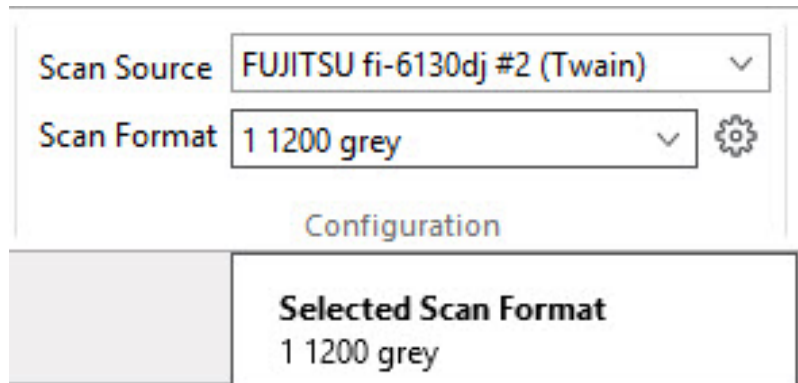 Scan Source FUJITSU fi-6130dj #2 (Twain)
Scan Format 1 1200 grey
Configuration
Selected Scan Format
1 1200 grey